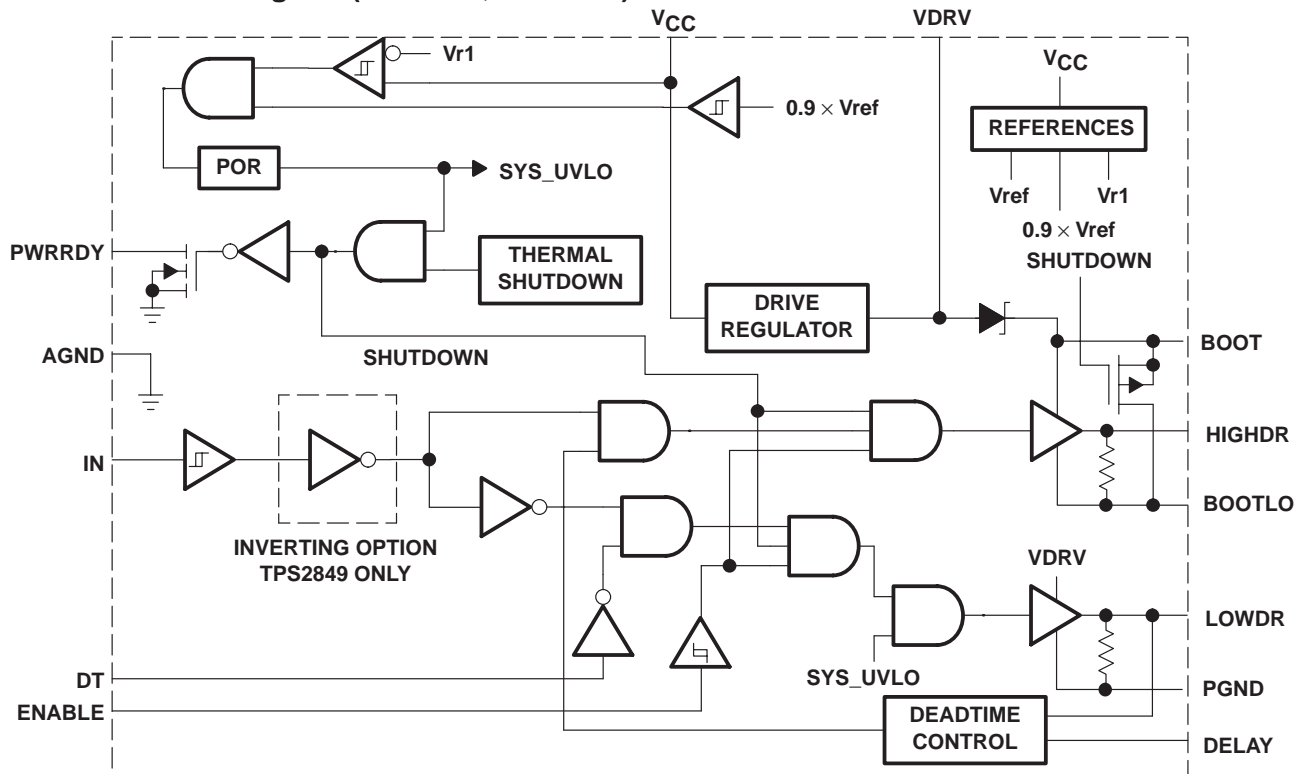 VCC
VDRV
Vr1
VCC
0.9 × Vref
REFERENCES
POR
SYS_UVLO
Vref
Vr1
0.9 × Vref
PWRRDY
THERMAL
SHUTDOWN
SHUTDOWN
DRIVE
REGULATOR
BOOT
AGND
SHUTDOWN
HIGHDR
IN
BOOTLO
INVERTING OPTION
TPS2849 ONLY
VDRV
LOWDR
DT
SYS_UVLO
PGND
ENABLE
DEADTIME
CONTROL
DELAY